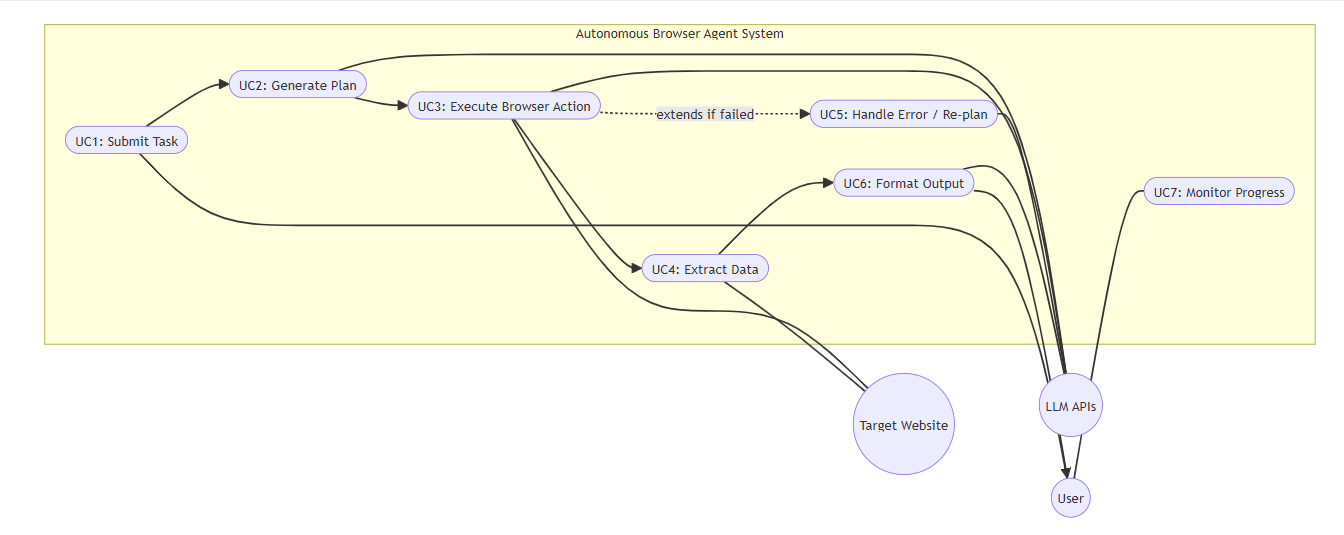 Autonomous Browser Agent System
UC2: Generate Plan
UC3: Execute Browser Action
extends if failed
UC5: Handle Error / Re-plan
UC1: Submit Task
UC6: Format Output
UC7: Monitor Progress
UC4: Extract Data
LLM APIs
Target Website
User